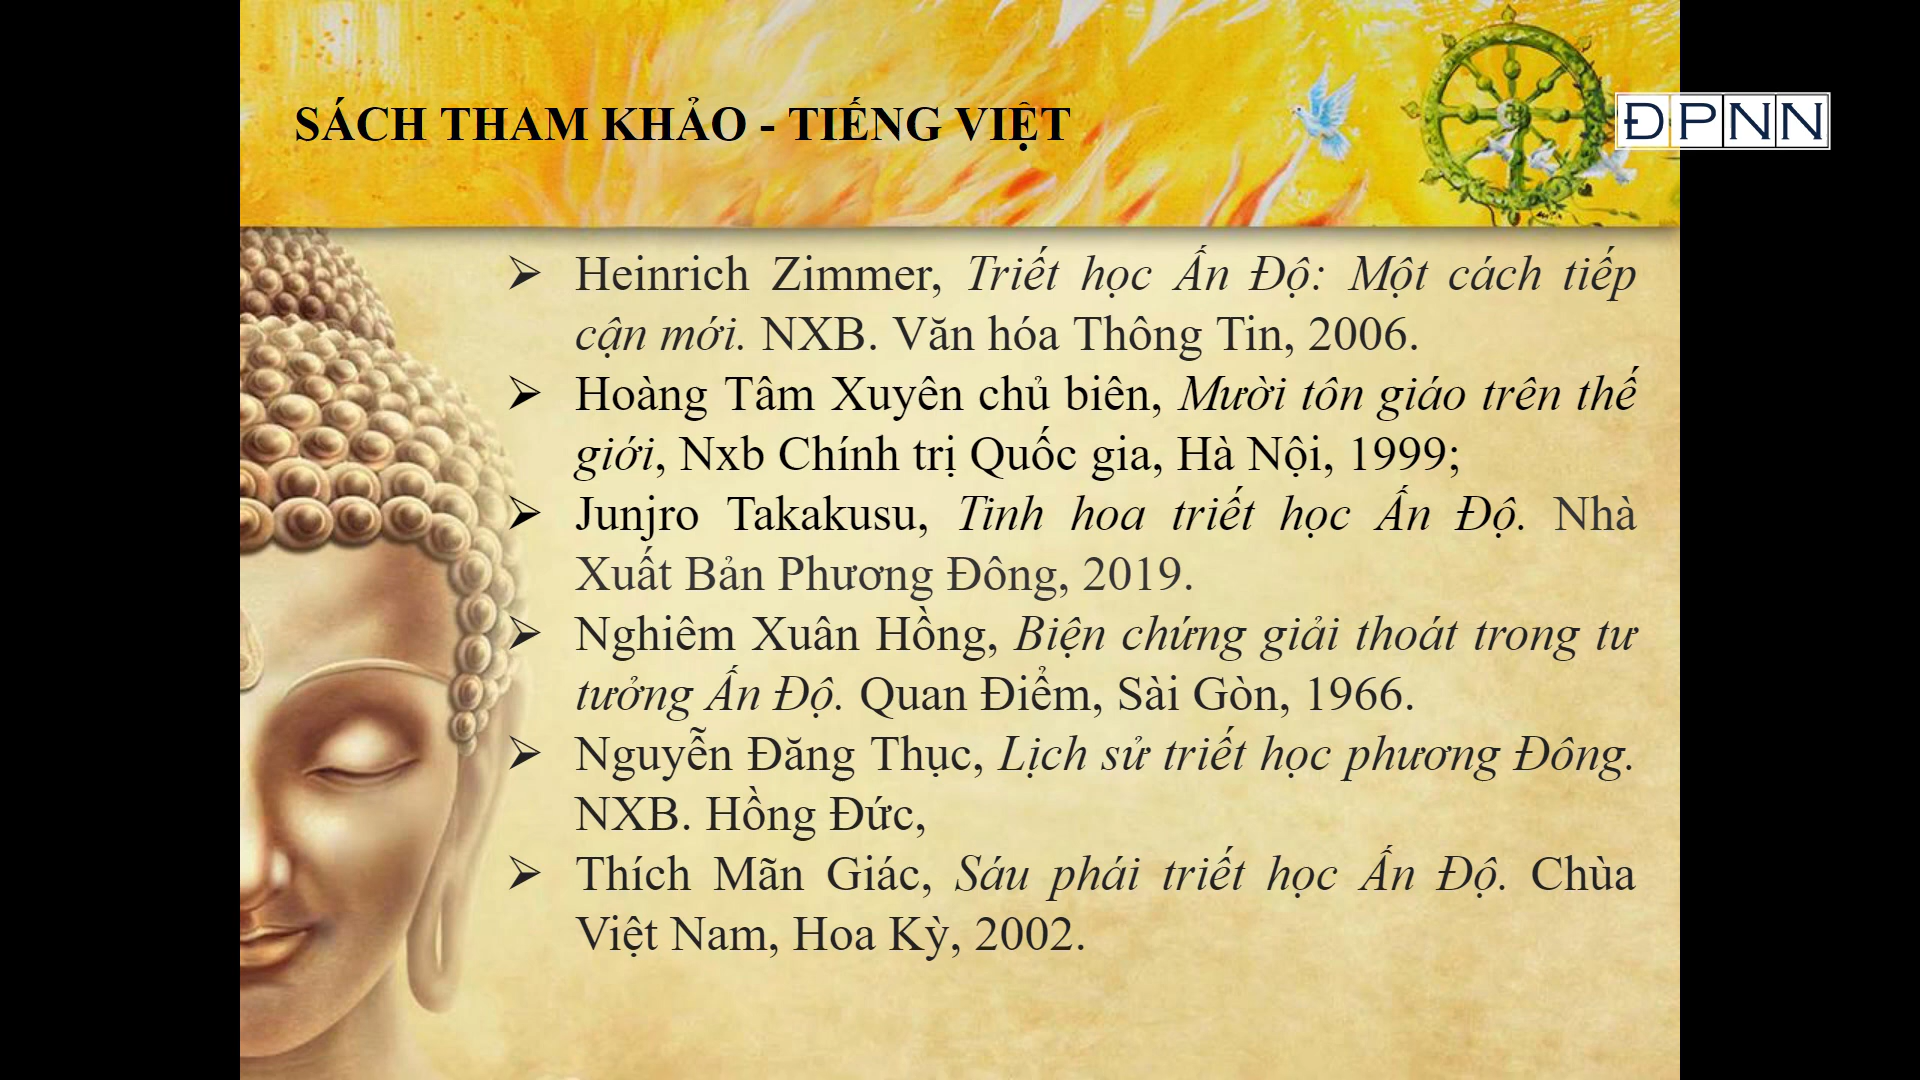 SÁCH THAM KHẢO - TIẾNG VIỆT
ĐPNN
➢ Heinrich Zimmer, Triết học Ấn Độ: Một cách tiếp
cận mới. NXB. Văn hóa Thông Tin, 2006.
➢ Hoàng Tâm Xuyên chủ biên, Mười tôn giáo trên thế
giới, Nxb Chính trị Quốc gia, Hà Nội, 1999;
➢ Junjro Takakusu, Tinh hoa triết học Ấn Độ. Nhà
Xuất Bản Phương Đông, 2019.
➢ Nghiêm Xuân Hồng, Biện chứng giải thoát trong tư
tưởng Ấn Độ. Quan Điểm, Sài Gòn, 1966.
➢ Nguyễn Đăng Thục, Lịch sử triết học phương Đông.
NXB. Hồng Đức,
➢ Thích Mãn Giác, Sáu phái triết học Ấn Độ. Chùa
Việt Nam, Hoa Kỳ, 2002.